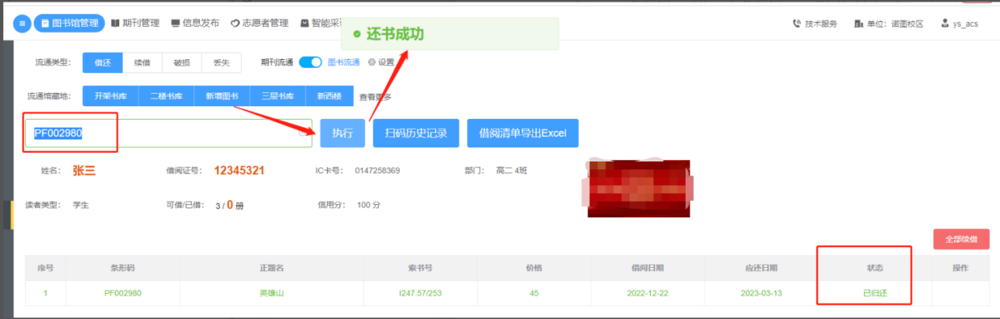 图书馆管理 期刊管理 信息发布 志愿者管理 智能采 技术服务 单位：诺图校区 ys_acs
还书成功
流通类型： 借还 续借 破损 丢失 期刊流通 图书流通 设置
流通馆藏地： 开架书库 二楼书库 新增图书 三层书库 新西楼 查看更多
PF002980 执行 扫码历史记录 借阅清单导出Excel
姓名： 张三 借阅证号： 12345321 IC卡号： 0147258369 部门： 高二 4班
读者类型： 学生 可借/已借： 3 / 0 册 信用分： 100 分
全部续借
序号 条形码 正题名 索书号 价格 借阅日期 应还日期 状态 操作
1 PF002980 英雄山 I247.57/253 45 2022-12-22 2023-03-13 已归还